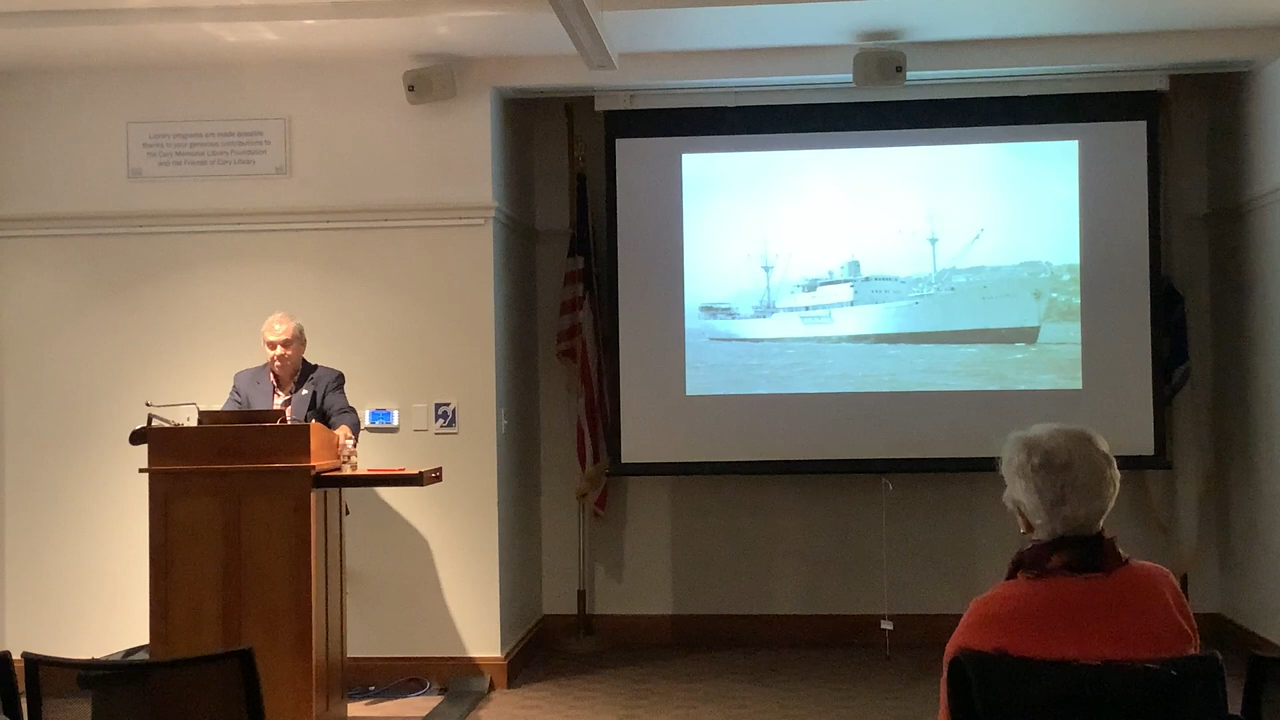 Library programs are made possible
thanks to your generous contributions to
the Cary Memorial Library Foundation
and the Friends of Cary Library